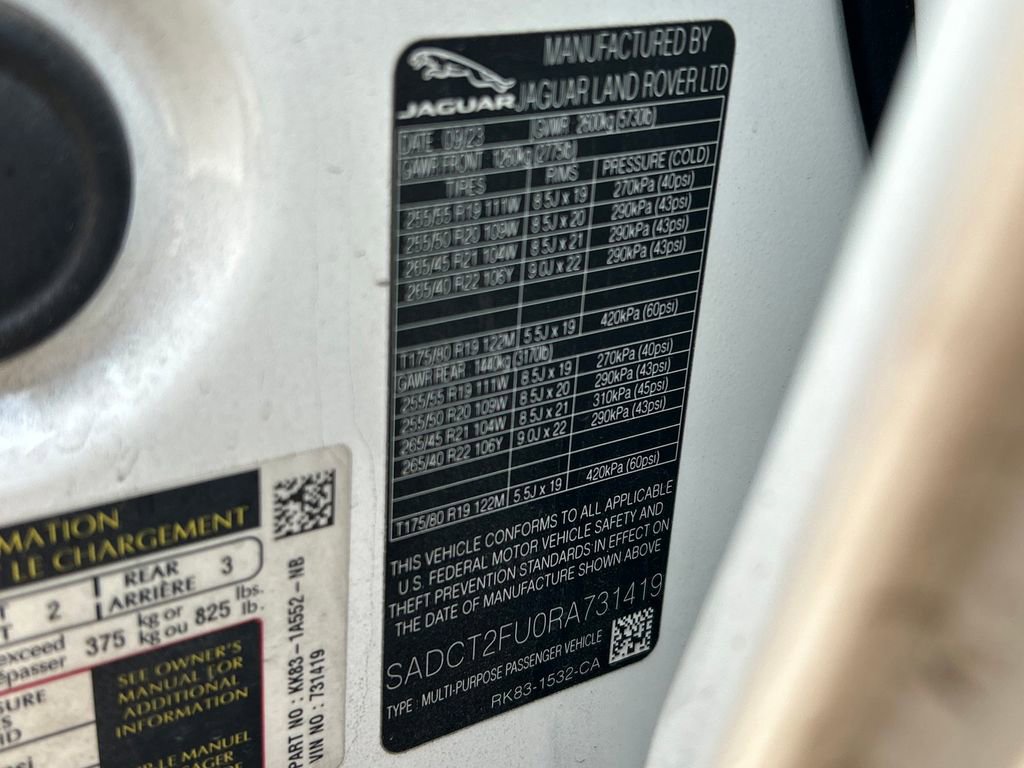 JAGUAR
MANUFACTURED BY
JAGUAR LAND ROVER LTD
DATE 09/23 GVWR 2600kg (5730lb)
GAWR FRONT 1260kg (2775lb)
TIRES RIMS PRESSURE (COLD)
255/55 R19 111W 8.5J x 19 270kPa (40psi)
255/50 R20 109W 8.5J x 20 290kPa (43psi)
265/45 R21 104W 8.5J x 21 290kPa (43psi)
265/40 R22 106Y 9.0J x 22 290kPa (43psi)
T175/80 R19 122M 5.5J x 19 420kPa (60psi)
GAWR REAR 1440kg (3170lb)
255/55 R19 111W 8.5J x 19 270kPa (40psi)
255/50 R20 109W 8.5J x 20 290kPa (43psi)
265/45 R21 104W 8.5J x 21 310kPa (45psi)
265/40 R22 106Y 9.0J x 22 290kPa (43psi)
T175/80 R19 122M 5.5J x 19 420kPa (60psi)
THIS VEHICLE CONFORMS TO ALL APPLICABLE
U.S. FEDERAL MOTOR VEHICLE SAFETY AND
THEFT PREVENTION STANDARDS IN EFFECT ON
THE DATE OF MANUFACTURE SHOWN ABOVE
SADCT2FU0RA731419
TYPE : MULTI-PURPOSE PASSENGER VEHICLE
RK83-1532-CA
MATION
LE CHARGEMENT
2 REAR 3
ARRIÈRE
exceed 375 kg or 825 lbs.
épasser kg ou lb.
SEE OWNER'S
MANUAL FOR
ADDITIONAL
INFORMATION
LE MANUEL
PART NO : KK83-1A552-NB
VIN NO : 731419